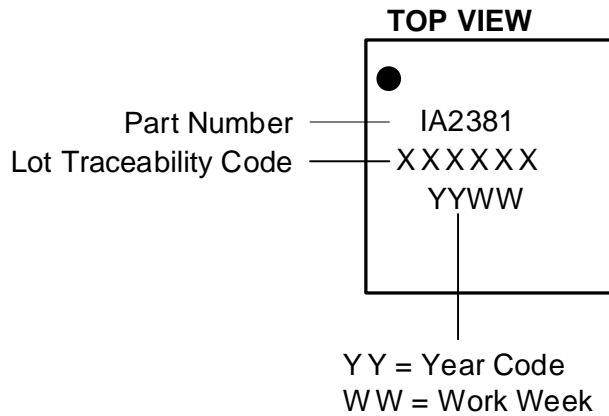 TOP VIEW
Part Number
IA2381
Lot Traceability Code
XXXXXX
YYWW
YY = Year Code
WW = Work Week